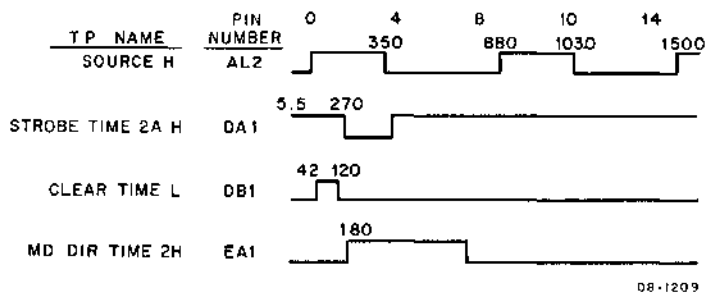 PIN 0 4 8 10 14
TP NAME NUMBER 350 880 1030 1500
SOURCE H AL2
5.5 270
STROBE TIME 2A H DA1
42 120
CLEAR TIME L DB1
180
MD DIR TIME 2H EA1
08-1209